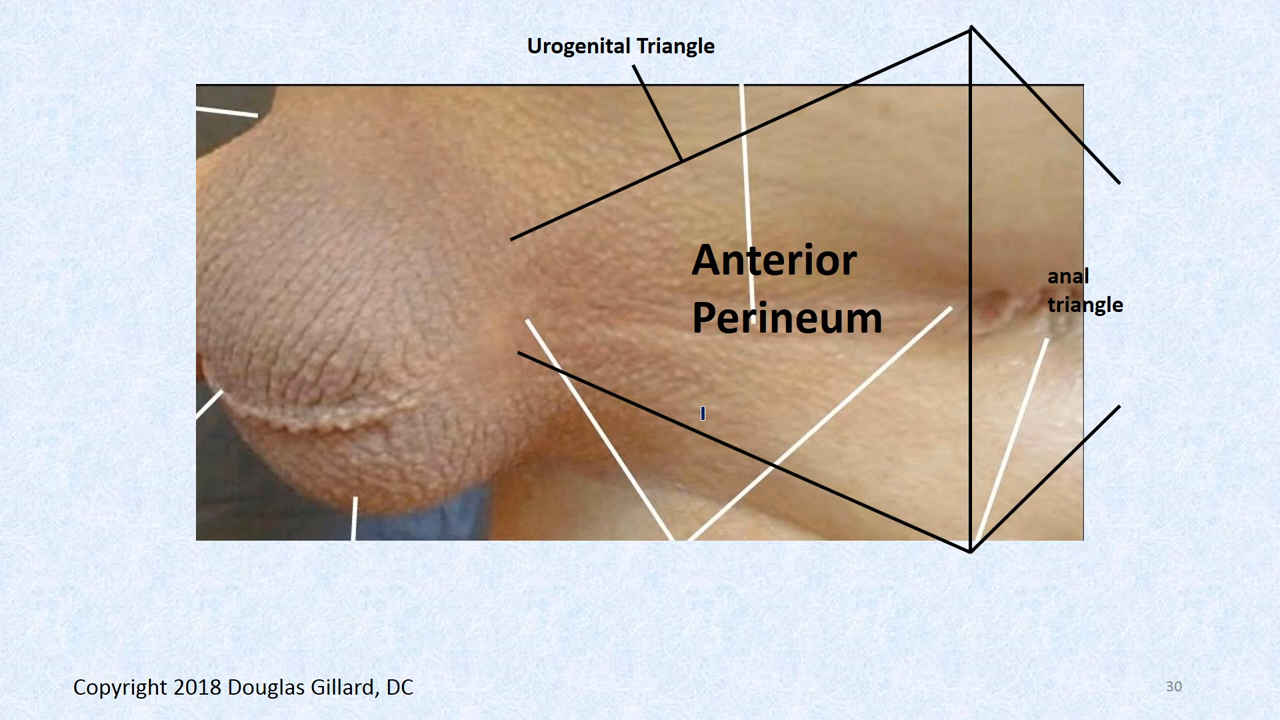 Urogenital Triangle
Anterior
Perineum
anal
triangle
Copyright 2018 Douglas Gillard, DC
30